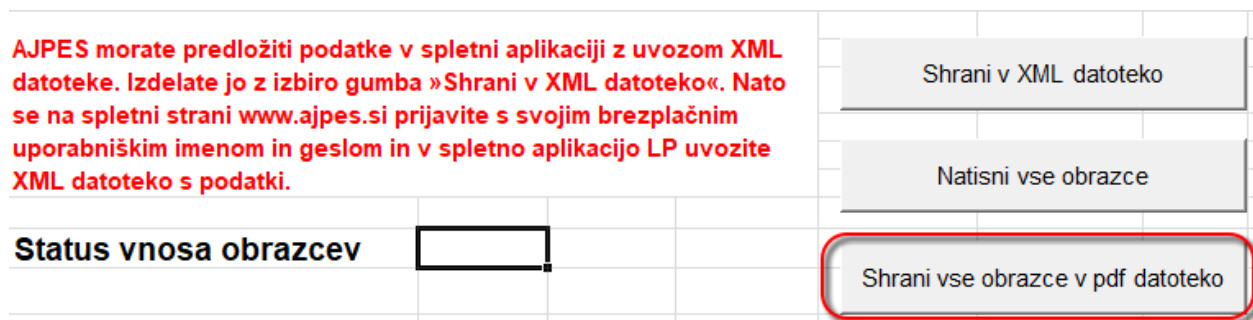 AJPES morate predložiti podatke v spletni aplikaciji z uvozom XML
datoteke. Izdelate jo z izbiro gumba »Shrani v XML datoteko«. Nato
se na spletni strani www.ajpes.si prijavite s svojim brezplačnim
uporabniškim imenom in geslom in v spletno aplikacijo LP uvozite
XML datoteko s podatki.
Shrani v XML datoteko
Natisni vse obrazce
Status vnosa obrazcev
Shrani vse obrazce v pdf datoteko